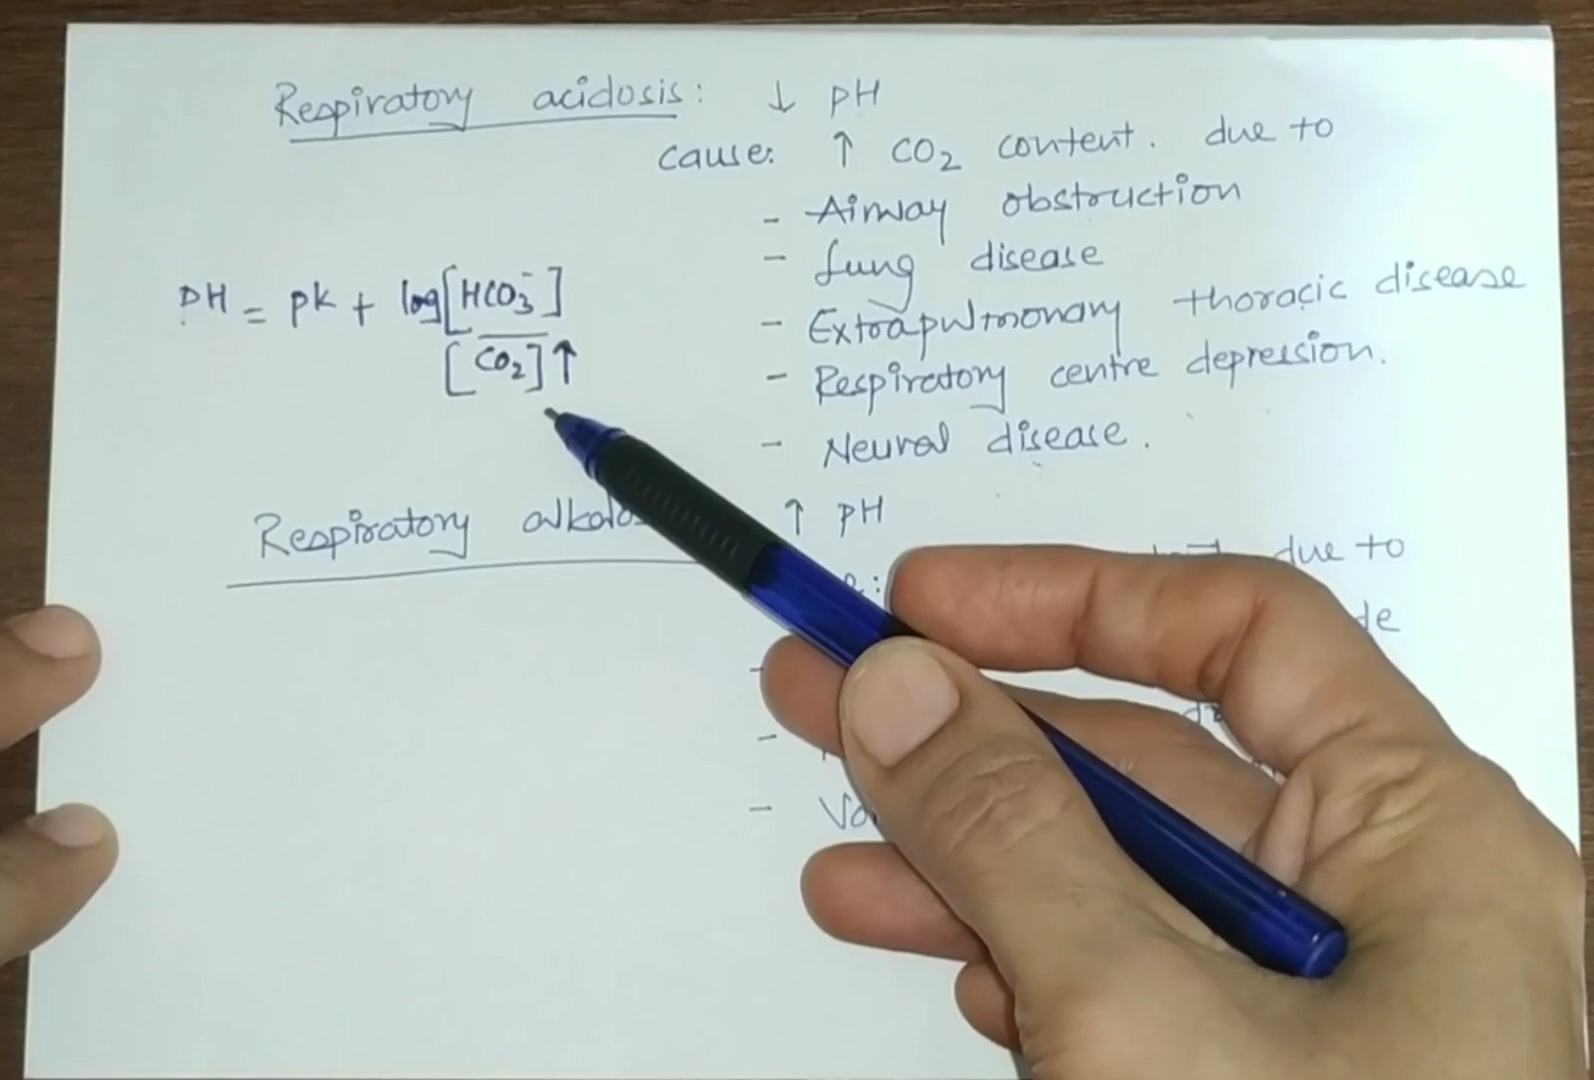 Respiratory acidosis: ↓ pH
cause: ↑ CO₂ content. due to
- Airway obstruction
- Lung disease
- Extrapulmonary thoracic disease
- Respiratory centre depression.
- Neural disease.
pH = pK + log [HCO₃⁻]
[CO₂] ↑
Respiratory ↑ pH
due to
-
-
-